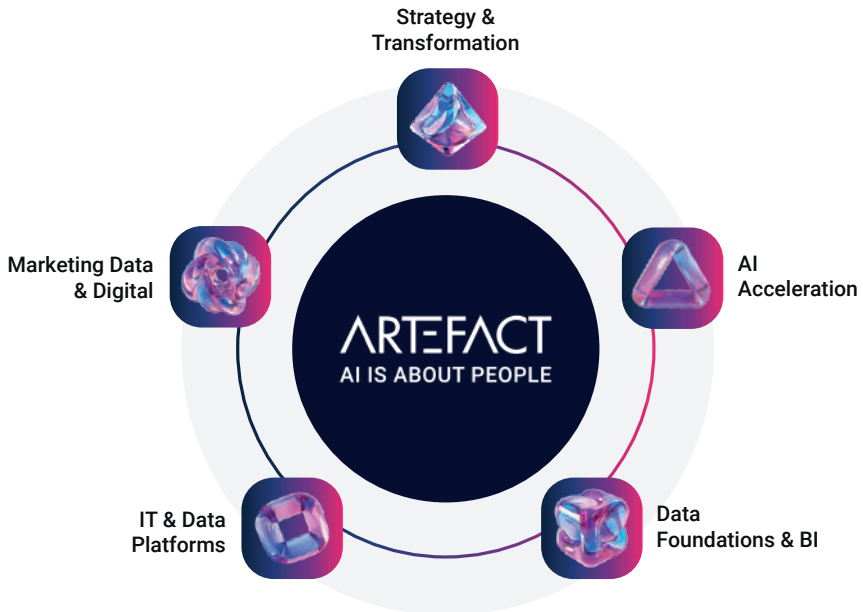 Strategy &
Transformation
Marketing Data
& Digital
AI
Acceleration
ARTEFACT
AI IS ABOUT PEOPLE
IT & Data
Platforms
Data
Foundations & BI